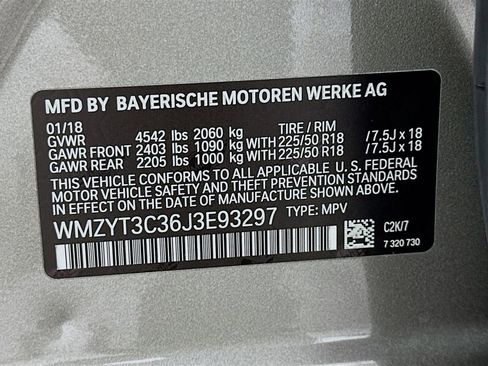 MFD BY BAYERISCHE MOTOREN WERKE AG
01/18 TIRE / RIM
GVWR 4542 lbs 2060 kg
GAWR FRONT 2403 lbs 1090 kg WITH 225/50 R18 /7.5J x 18
GAWR REAR 2205 lbs 1000 kg WITH 225/50 R18 /7.5J x 18
THIS VEHICLE CONFORMS TO ALL APPLICABLE U.S. FEDERAL
MOTOR VEHICLE SAFETY, BUMPER, AND THEFT PREVENTION
STANDARDS IN EFFECT ON THE DATE OF MANUFACTURE SHOWN ABOVE.
WMZYT3C36J3E93297 TYPE: MPV
C2K/7
7 320 730